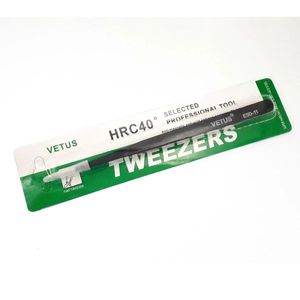 VETUS
HRC40°
SELECTED
PROFESSIONAL TOOL
VETUS®
ESD-11
TWEEZERS